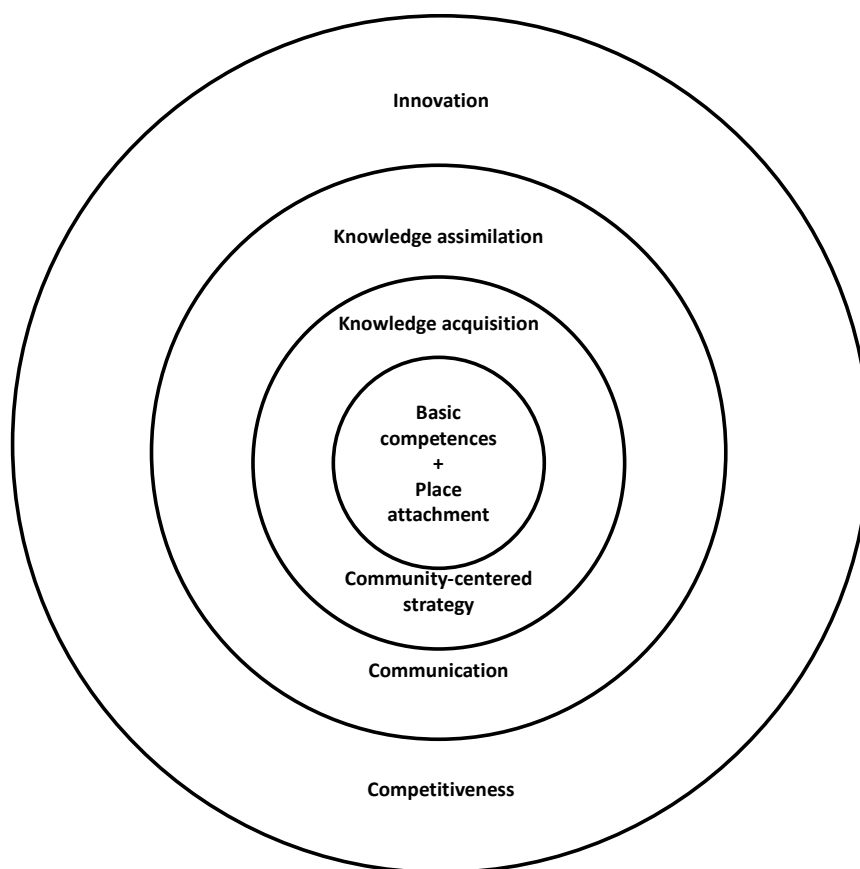 Innovation
Knowledge assimilation
Knowledge acquisition
Basic
competences
+
Place
attachment
Community-centered
strategy
Communication
Competitiveness